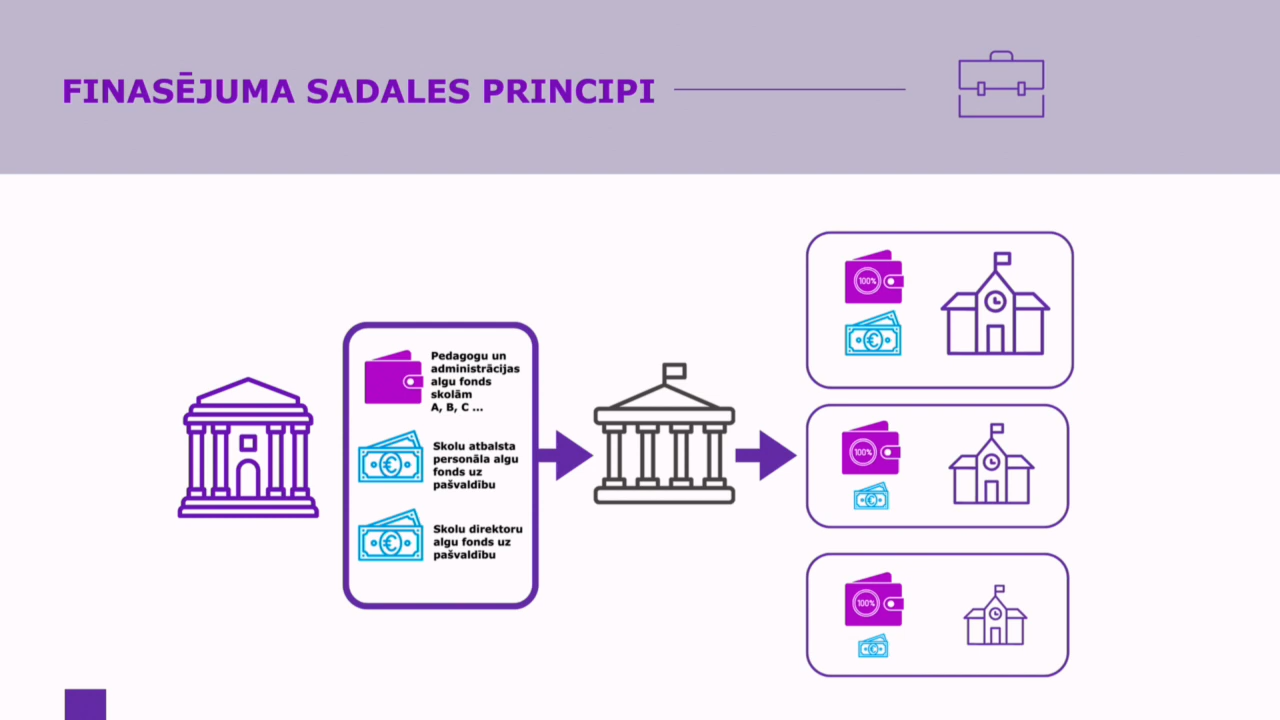 FINASĒJUMA SADALES PRINCIPI
Pedagogu un
administrācijas
algu fonds
skolām
A, B, C ...
Skolu atbalsta
personāla algu
fonds uz
pašvaldību
Skolu direktoru
algu fonds uz
pašvaldību
100%
100%
100%